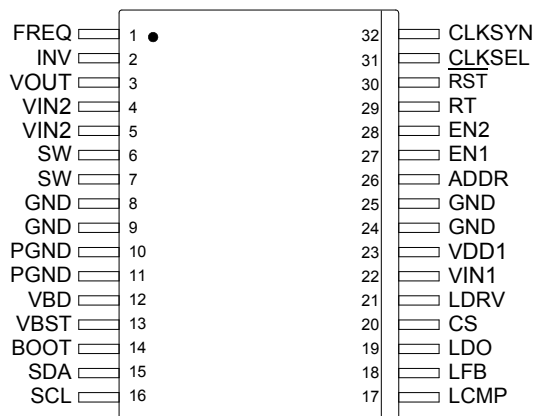 FREQ 1 32 CLKSYN
INV 2 31 CLKSEL
VOUT 3 30 RST
VIN2 4 29 RT
VIN2 5 28 EN2
SW 6 27 EN1
SW 7 26 ADDR
GND 8 25 GND
GND 9 24 GND
PGND 10 23 VDD1
PGND 11 22 VIN1
VBD 12 21 LDRV
VBST 13 20 CS
BOOT 14 19 LDO
SDA 15 18 LFB
SCL 16 17 LCMP